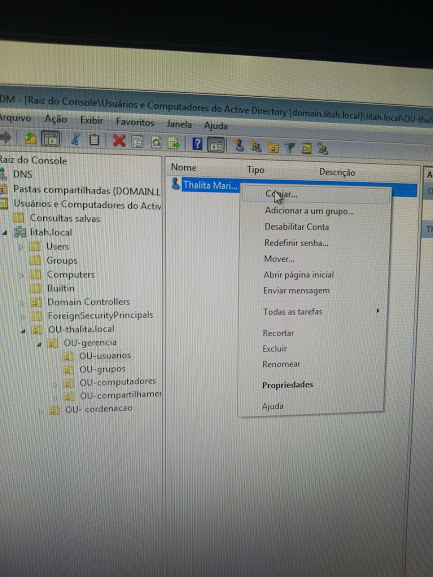 DM - [Raiz do Console\Usuários e Computadores do Active Directory [domain.litah.local]\litah.local\OU-thal
Arquivo Ação Exibir Favoritos Janela Ajuda
Raiz do Console
DNS
Pastas compartilhadas (DOMAIN.L
Usuários e Computadores do Activ
Consultas salvas
litah.local
Users
Groups
Computers
Builtin
Domain Controllers
ForeignSecurityPrincipals
OU-thalita.local
OU-gerencia
OU-usuarios
OU-grupos
OU-computadores
OU-compartilhamer
OU- cordenacao
Nome Tipo Descrição
Thalita Mari...
Copiar...
Adicionar a um grupo...
Desabilitar Conta
Redefinir senha...
Mover...
Abrir página inicial
Enviar mensagem
Todas as tarefas
Recortar
Excluir
Renomear
Propriedades
Ajuda
A
O
Th